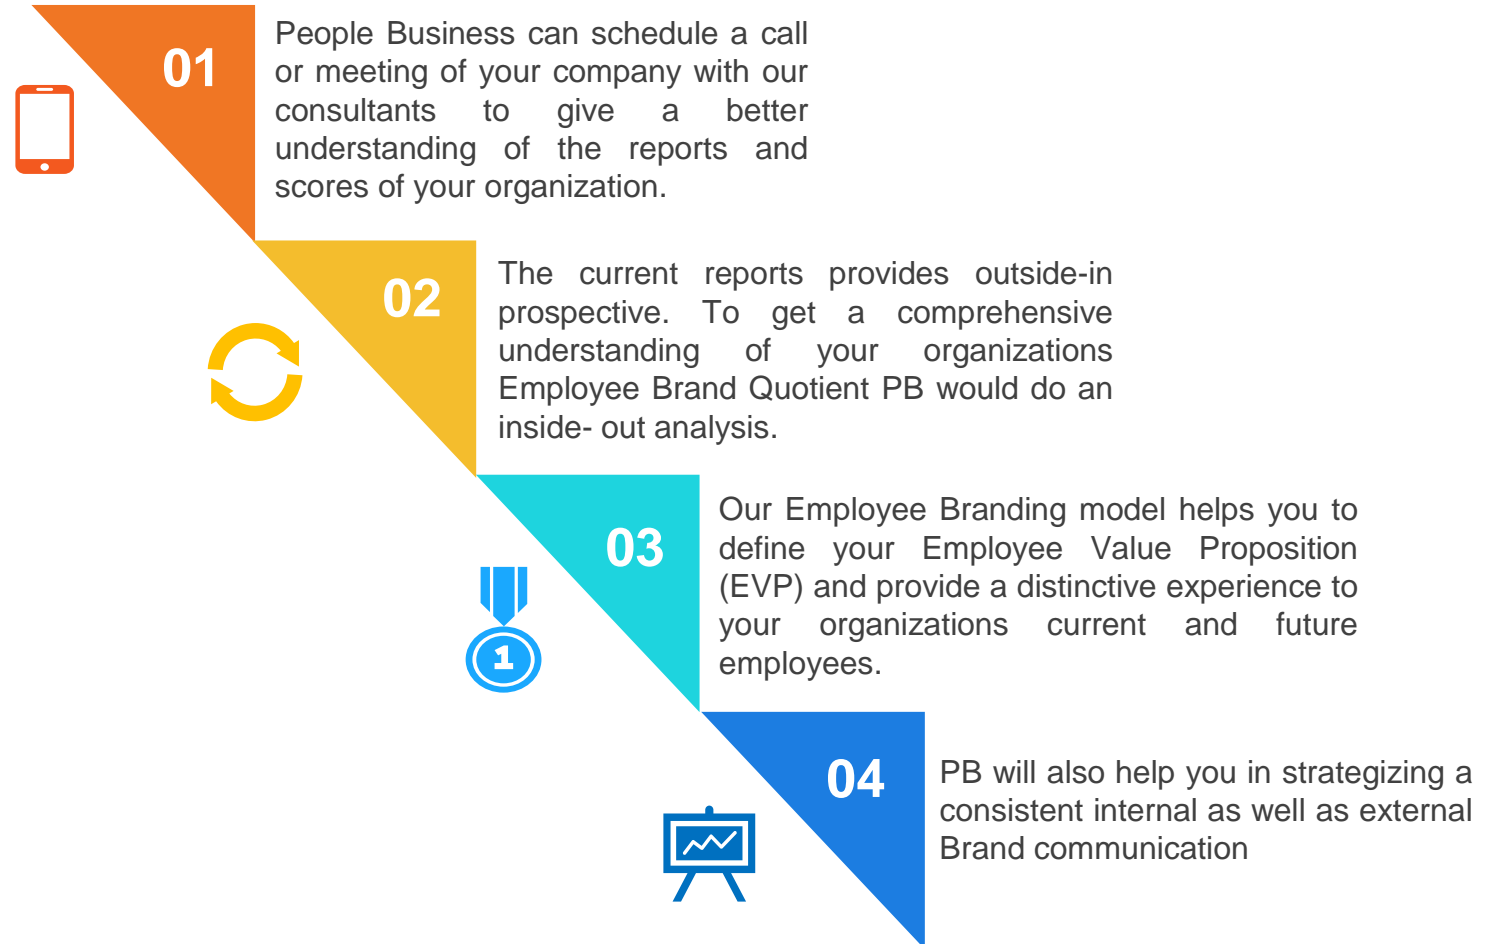 01
People Business can schedule a call
or meeting of your company with our
consultants to give a better
understanding of the reports and
scores of your organization.
02
The current reports provides outside-in
prospective. To get a comprehensive
understanding of your organizations
Employee Brand Quotient PB would do an
inside- out analysis.
03
Our Employee Branding model helps you to
define your Employee Value Proposition
(EVP) and provide a distinctive experience to
your organizations current and future
employees.
1
04
PB will also help you in strategizing a
consistent internal as well as external
Brand communication